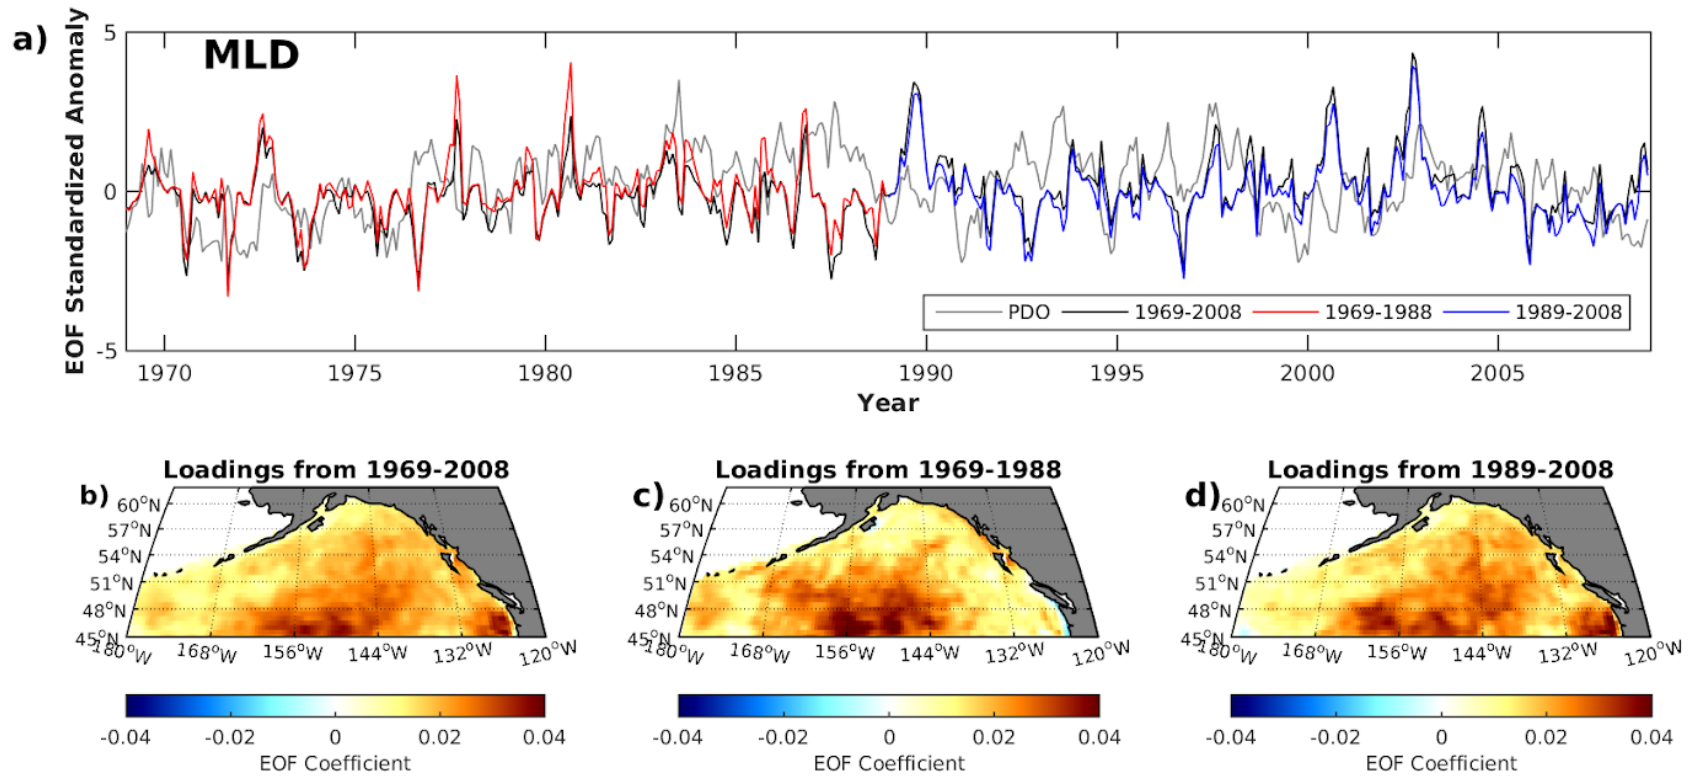 a)
MLD
EOF Standardized Anomaly
5
0
-5
PDO 1969-2008 1969-1988 1989-2008
1970 1975 1980 1985 1990 1995 2000 2005
Year
b) Loadings from 1969-2008
60°N
57°N
54°N
51°N
48°N
45°N
180°W 168°W 156°W 144°W 132°W 120°W
-0.04 -0.02 0 0.02 0.04
EOF Coefficient
c) Loadings from 1969-1988
60°N
57°N
54°N
51°N
48°N
45°N
180°W 168°W 156°W 144°W 132°W 120°W
-0.04 -0.02 0 0.02 0.04
EOF Coefficient
d) Loadings from 1989-2008
60°N
57°N
54°N
51°N
48°N
45°N
180°W 168°W 156°W 144°W 132°W 120°W
-0.04 -0.02 0 0.02 0.04
EOF Coefficient